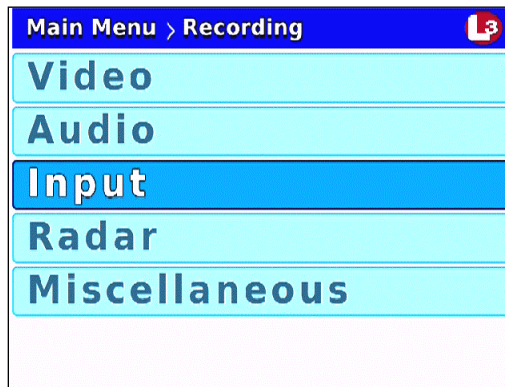 Main Menu > Recording L3
Video
Audio
Input
Radar
Miscellaneous